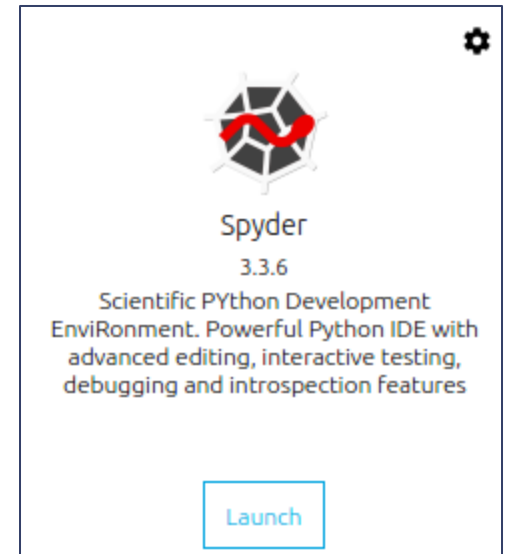 Spyder
3.3.6
Scientific PYthon Development
EnviRonment. Powerful Python IDE with
advanced editing, interactive testing,
debugging and introspection features
Launch